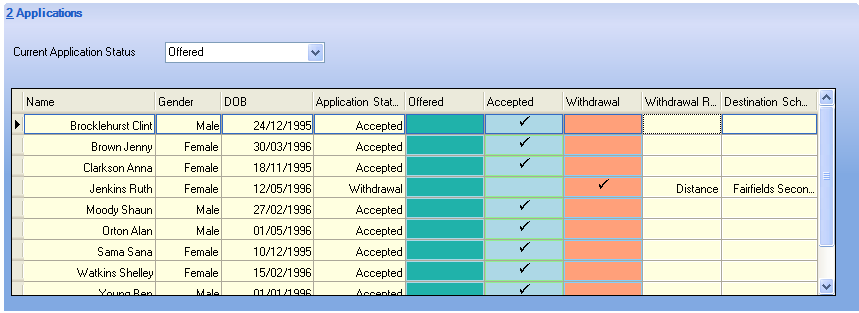 2 Applications
Current Application Status Offered
Name Gender DOB Application Stat... Offered Accepted Withdrawal Withdrawal R... Destination Sch...
Brocklehurst Clint Male 24/12/1995 Accepted ✓
Brown Jenny Female 30/03/1996 Accepted ✓
Clarkson Anna Female 18/11/1995 Accepted ✓
Jenkins Ruth Female 12/05/1996 Withdrawal ✓ Distance Fairfields Secon...
Moody Shaun Male 27/02/1996 Accepted ✓
Orton Alan Male 01/05/1996 Accepted ✓
Sama Sana Female 10/12/1995 Accepted ✓
Watkins Shelley Female 15/02/1996 Accepted ✓
Young Ben Male 01/01/1996 Accepted ✓